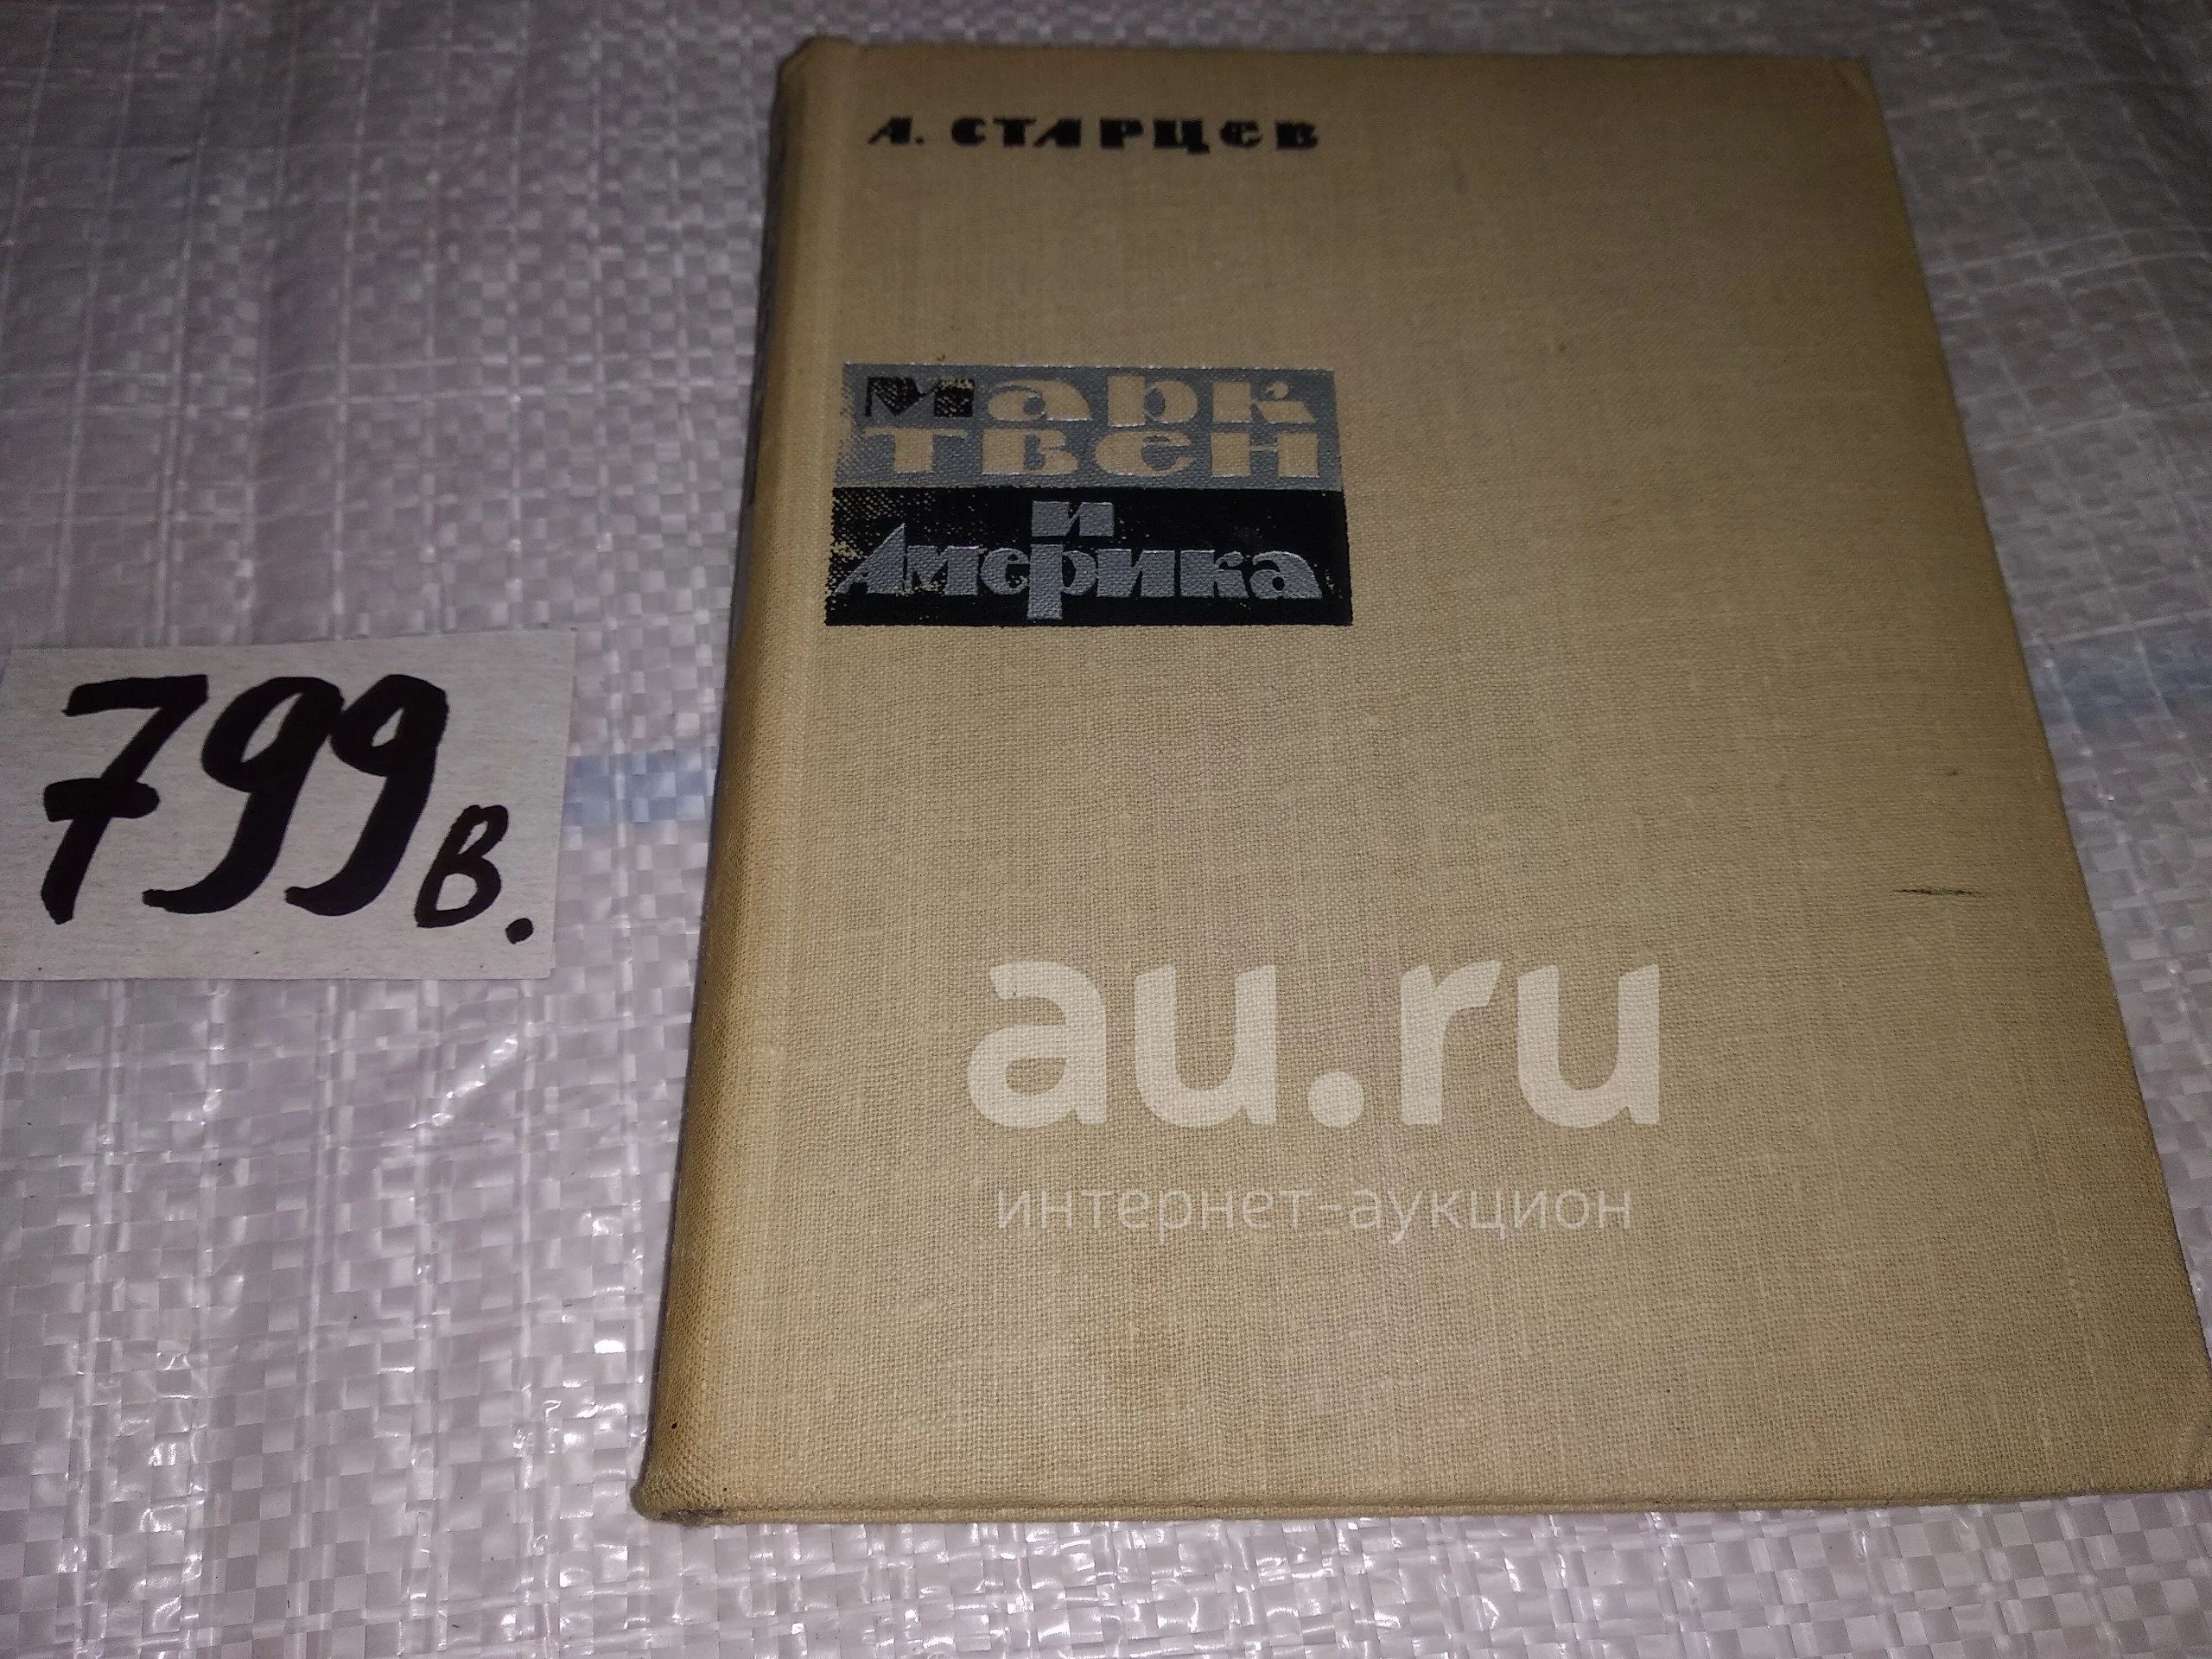 А. СТАРЦЕВ
Марк
Твен
и
Америка
799в.
au.ru
интернет-аукцион